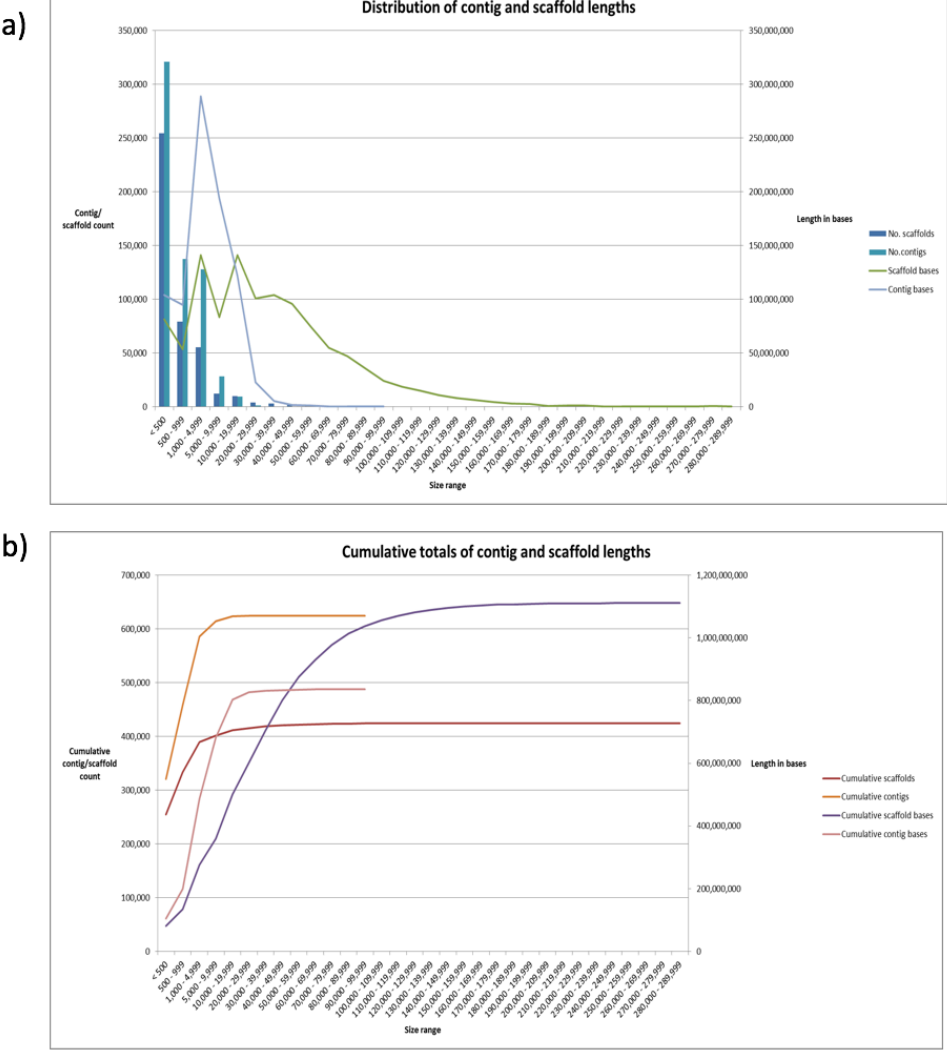 a)
Distribution of contig and scaffold lengths
350,000
300,000
250,000
200,000
150,000
100,000
50,000
0
Contig/
scaffold count
350,000,000
300,000,000
250,000,000
200,000,000
150,000,000
100,000,000
50,000,000
0
Length in bases
No. scaffolds
No.contigs
Scaffold bases
Contig bases
< 500
500 - 999
1,000 - 4,999
5,000 - 9,999
10,000 - 19,999
20,000 - 29,999
30,000 - 39,999
40,000 - 49,999
50,000 - 59,999
60,000 - 69,999
70,000 - 79,999
80,000 - 89,999
90,000 - 99,999
100,000 - 109,999
110,000 - 119,999
120,000 - 129,999
130,000 - 139,999
140,000 - 149,999
150,000 - 159,999
160,000 - 169,999
170,000 - 179,999
180,000 - 189,999
190,000 - 199,999
200,000 - 209,999
210,000 - 219,999
220,000 - 229,999
230,000 - 239,999
240,000 - 249,999
250,000 - 259,999
260,000 - 269,999
270,000 - 279,999
280,000 - 289,999
Size range
b)
Cumulative totals of contig and scaffold lengths
700,000
600,000
500,000
400,000
300,000
200,000
100,000
0
Cumulative
contig/scaffold
count
1,200,000,000
1,000,000,000
800,000,000
600,000,000
400,000,000
200,000,000
0
Length in bases
Cumulative scaffolds
Cumulative contigs
Cumulative scaffold bases
Cumulative contig bases
< 500
500 - 999
1,000 - 4,999
5,000 - 9,999
10,000 - 19,999
20,000 - 29,999
30,000 - 39,999
40,000 - 49,999
50,000 - 59,999
60,000 - 69,999
70,000 - 79,999
80,000 - 89,999
90,000 - 99,999
100,000 - 109,999
110,000 - 119,999
120,000 - 129,999
130,000 - 139,999
140,000 - 149,999
150,000 - 159,999
160,000 - 169,999
170,000 - 179,999
180,000 - 189,999
190,000 - 199,999
200,000 - 209,999
210,000 - 219,999
220,000 - 229,999
230,000 - 239,999
240,000 - 249,999
250,000 - 259,999
260,000 - 269,999
270,000 - 279,999
280,000 - 289,999
Size range